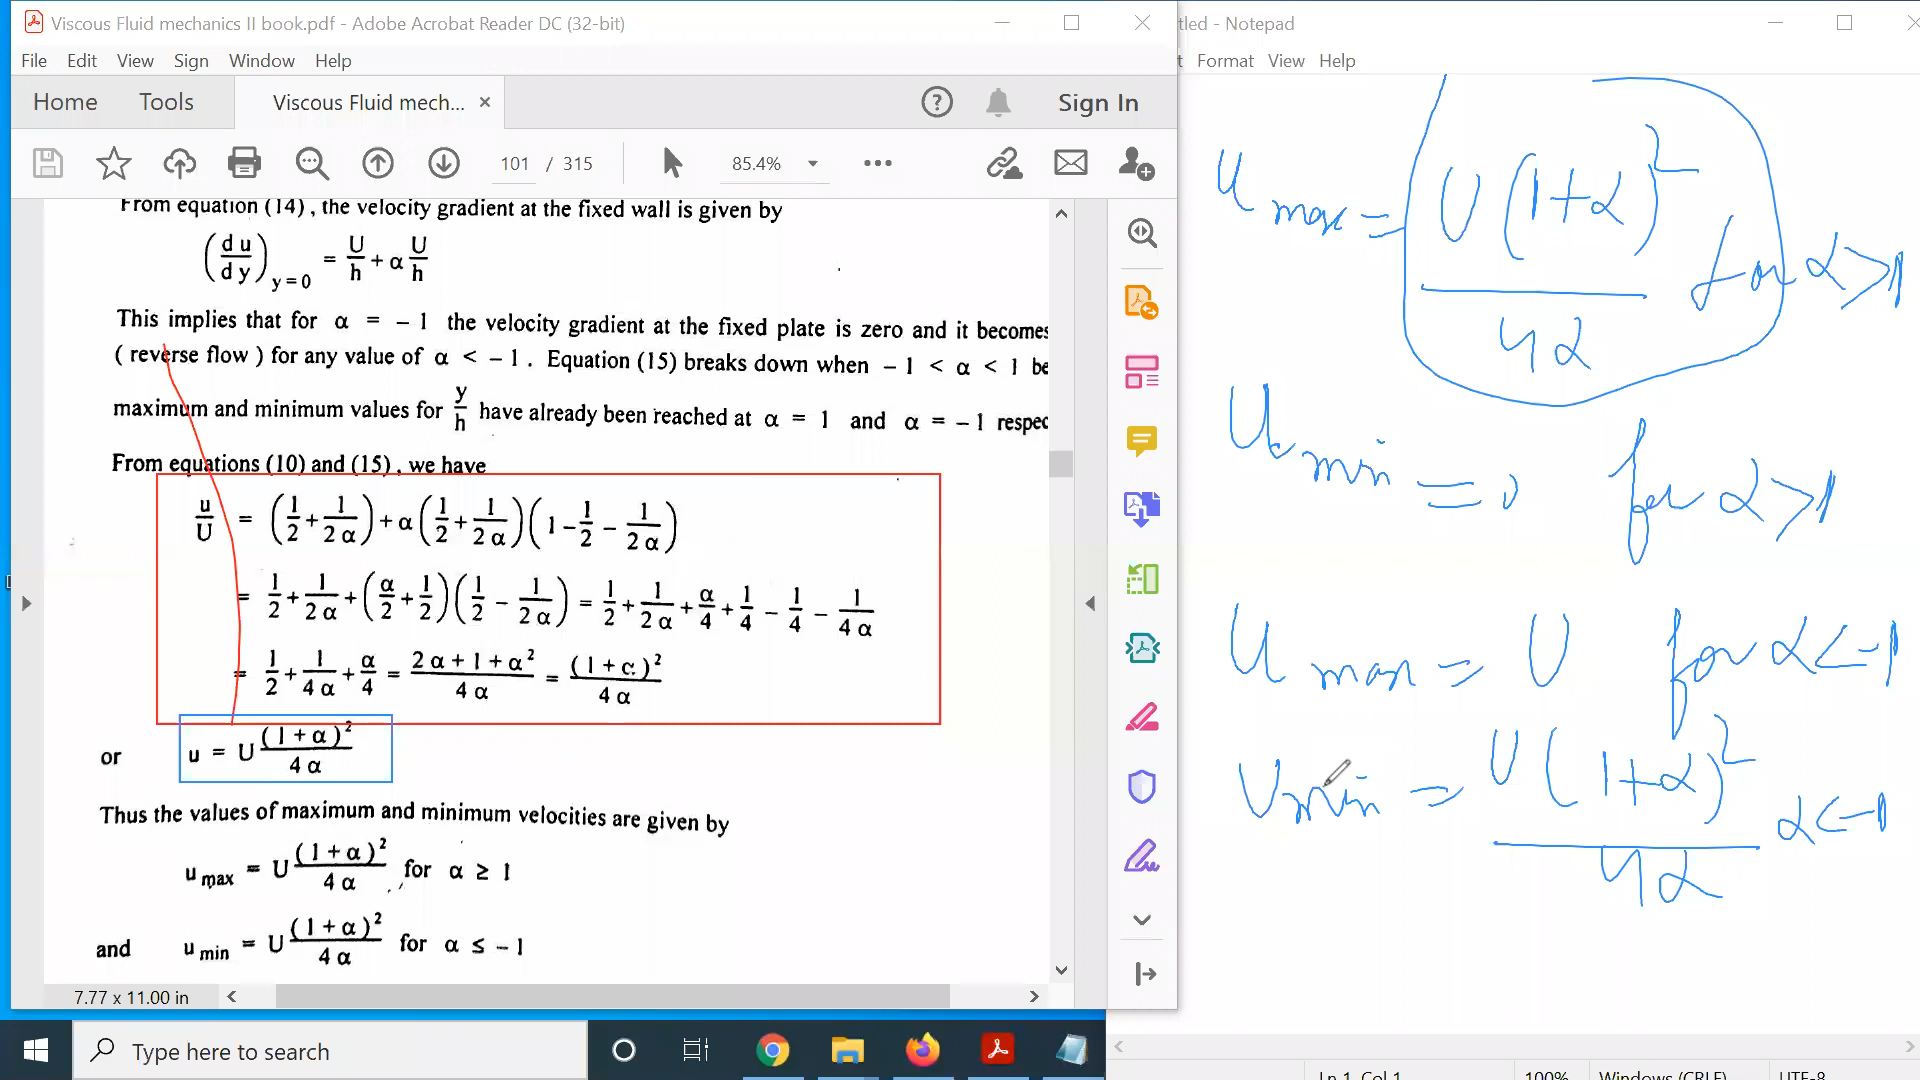 Viscous Fluid mechanics II book.pdf - Adobe Acrobat Reader DC (32-bit)
File Edit View Sign Window Help
Home Tools Viscous Fluid mech... × Sign In
101 / 315 85.4%
From equation (14), the velocity gradient at the fixed wall is given by
(du/dy)_{y=0} = U/h + α U/h
This implies that for α = – 1 the velocity gradient at the fixed plate is zero and it becomes
( reverse flow ) for any value of α < – 1 . Equation (15) breaks down when – 1 < α < 1 be
maximum and minimum values for y/h have already been reached at α = 1 and α = – 1 respec
From equations (10) and (15), we have
u/U = (1/2 + 1/2α) + α (1/2 + 1/2α) (1 – 1/2 – 1/2α)
= 1/2 + 1/2α + (α/2 + 1/2) (1/2 – 1/2α) = 1/2 + 1/2α + α/4 + 1/4 – 1/4 – 1/4α
= 1/2 + 1/4α + α/4 = 2α+1+α²/4α = (1+α)²/4α
or u = U (1+α)²/4α
Thus the values of maximum and minimum velocities are given by
u max = U (1+α)²/4α for α ≥ 1
and u min = U (1+α)²/4α for α ≤ – 1
7.77 x 11.00 in
tled - Notepad
t Format View Help
U max = U(1+α)²/4α for α>1
U min = 0 for α>1
U max = U for α<-1
U min = U(1+α)²/4α α<-1
Ln 1, Col 1 100% Windows (CRLF) UTF-8
Type here to search